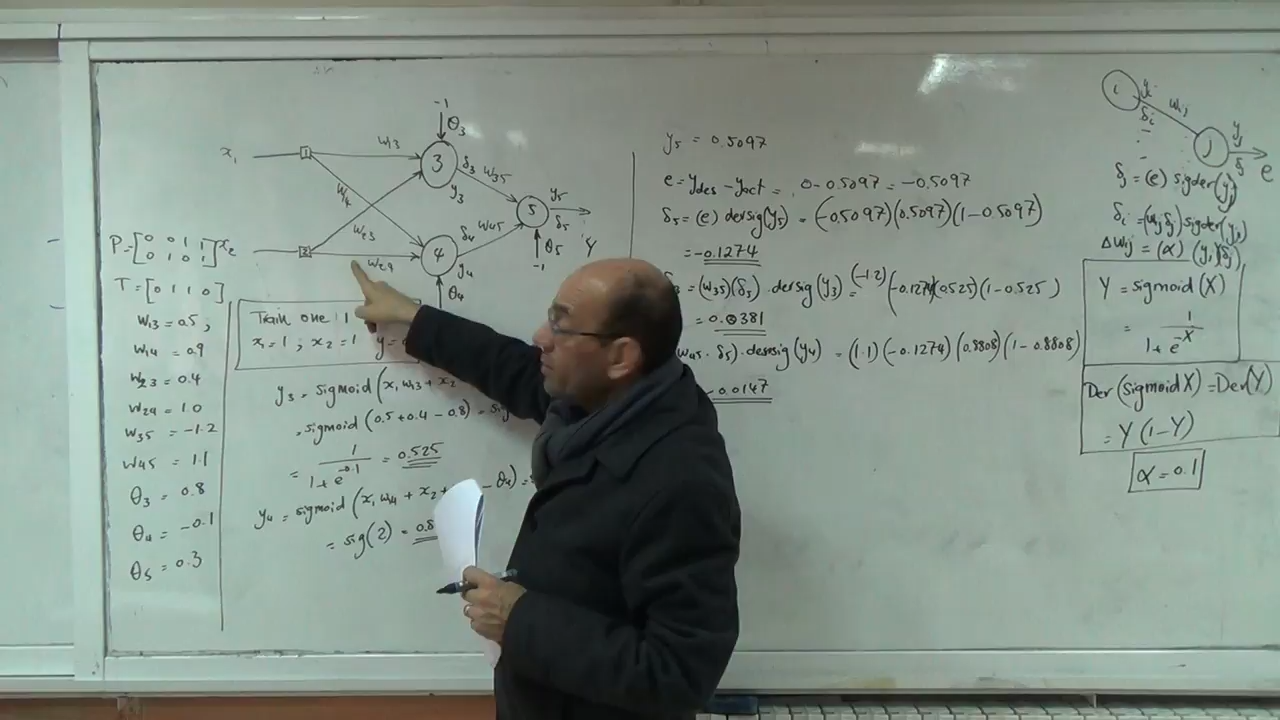 -1
θ3
x1
1
w13
3
δ3
w35
y3
w14
w23
5
y5
δ5
Y
θ5
-1
x2
2
w24
4
δ4
w45
y4
θ4
P = [0 0 1 1
0 1 0 1]
T = [0 1 1 0]
w13 = 0.5,
w14 = 0.9
w23 = 0.4
w24 = 1.0
w35 = -1.2
w45 = 1.1
θ3 = 0.8
θ4 = -0.1
θ5 = 0.3
Train one: 1
x1 = 1 ; x2 = 1 y =
y3 = sigmoid (x1 w13 + x2
= sigmoid (0.5 + 0.4 - 0.8) =
= 1 / 1 + e^-0.1 = 0.525
y4 = sigmoid (x1 w14 + x2 - θ4) =
= sig(2) = 0.8
y5 = 0.5097
e = ydes - yact = 0 - 0.5097 = -0.5097
δ5 = (e) dersig(y5) = (-0.5097)(0.5097)(1-0.5097)
= -0.1274
3 = (w35)(δ5) . dersig(y3) = (-1.2)(-0.1274)(0.525)(1-0.525)
= 0.0381
w45 . δ5) . dersig(y4) = (1.1)(-0.1274)(0.8808)(1-0.8808)
-0.0147
i
yi
δi
wij
j
yj
δj
e
δj = (e) sigder(yj)
δi = (wij δj) sigder(yi)
Δwij = (α) (yi)(δj)
Y = sigmoid (X)
= 1 / 1 + e^-x
Der (sigmoid X) = Der(Y)
= Y(1-Y)
α = 0.1